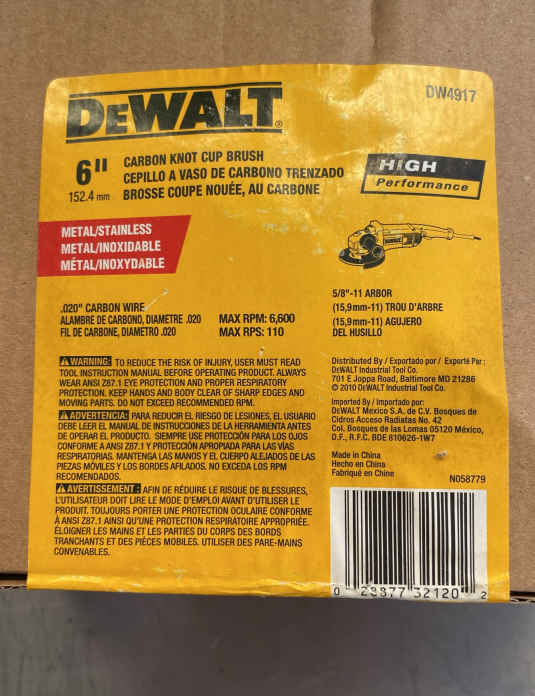 DEWALT®
DW4917
6"
152.4 mm
CARBON KNOT CUP BRUSH
CEPILLO A VASO DE CARBONO TRENZADO
BROSSE COUPE NOUÉE, AU CARBONE
HIGH
Performance
METAL/STAINLESS
METAL/INOXIDABLE
MÉTAL/INOXYDABLE
DEWALT
.020" CARBON WIRE
ALAMBRE DE CARBONO, DIAMETRE .020
FIL DE CARBONE, DIAMETRO .020
MAX RPM: 6,600
MAX RPS: 110
5/8"-11 ARBOR
(15,9mm-11) TROU D'ARBRE
(15,9mm-11) AGUJERO
DEL HUSILLO
WARNING: TO REDUCE THE RISK OF INJURY, USER MUST READ
TOOL INSTRUCTION MANUAL BEFORE OPERATING PRODUCT. ALWAYS
WEAR ANSI Z87.1 EYE PROTECTION AND PROPER RESPIRATORY
PROTECTION. KEEP HANDS AND BODY CLEAR OF SHARP EDGES AND
MOVING PARTS. DO NOT EXCEED RECOMMENDED RPM.
ADVERTENCIA: PARA REDUCIR EL RIESGO DE LESIONES, EL USUARIO
DEBE LEER EL MANUAL DE INSTRUCCIONES DE LA HERRAMIENTA ANTES
DE OPERAR EL PRODUCTO. SIEMPRE USE PROTECCIÓN PARA LOS OJOS
CONFORME A ANSI Z7.1 Y PROTECCIÓN APROPIADA PARA LAS VÍAS
RESPIRATORIAS. MANTENGA LAS MANOS Y EL CUERPO ALEJADOS DE LAS
PIEZAS MÓVILES Y LOS BORDES AFILADOS. NO EXCEDA LOS RPM
RECOMENDADOS.
AVERTISSEMENT : AFIN DE RÉDUIRE LE RISQUE DE BLESSURES,
L'UTILISATEUR DOIT LIRE LE MODE D'EMPLOI AVANT D'UTILISER LE
PRODUIT. TOUJOURS PORTER UNE PROTECTION OCULAIRE CONFORME
À ANSI Z87.1 AINSI QU'UNE PROTECTION RESPIRATOIRE APPROPRIÉE.
ÉLOIGNER LES MAINS ET LES PARTIES DU CORPS DES BORDS
TRANCHANTS ET DES PIÈCES MOBILES. UTILISER DES PARE-MAINS
CONVENABLES.
Distributed By / Exportado por / Exporté Par :
DEWALT Industrial Tool Co.
701 E Joppa Road, Baltimore MD 21286
© 2010 DEWALT Industrial Tool Co.
Imported By / Importado por:
DEWALT Mexico S.A. de C.V. Bosques de
Cidros Acceso Radiatas No. 42
Col. Bosques de las Lomas 05120 México,
D.F., R.F.C. BDE 810626-1W7
Made in China
Hecho en China
Fabriqué en Chine
N058779
0 28877 32120 2